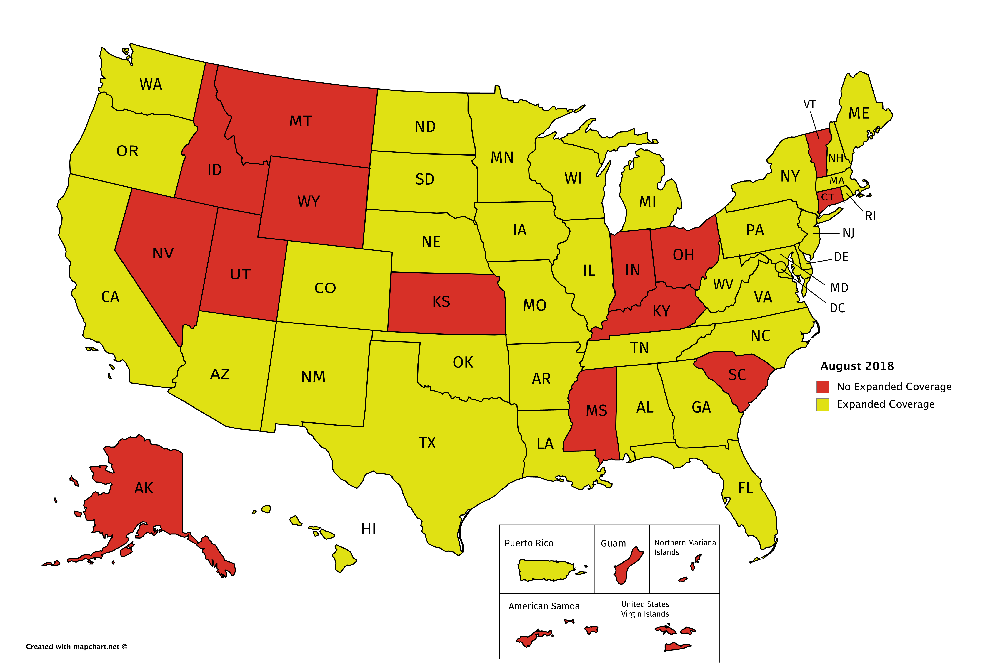 WA
MT
ND
MN
VT
ME
OR
ID
SD
WI
MI
NY
NH
MA
CT
RI
WY
NE
IA
PA
NJ
NV
UT
CO
KS
MO
IL
IN
OH
WV
VA
DE
MD
DC
CA
KY
AZ
NM
OK
AR
TN
NC
SC
MS
AL
GA
TX
LA
FL
AK
HI
August 2018
No Expanded Coverage
Expanded Coverage
Puerto Rico
Guam
Northern Mariana
Islands
American Samoa
United States
Virgin Islands
Created with mapchart.net ©